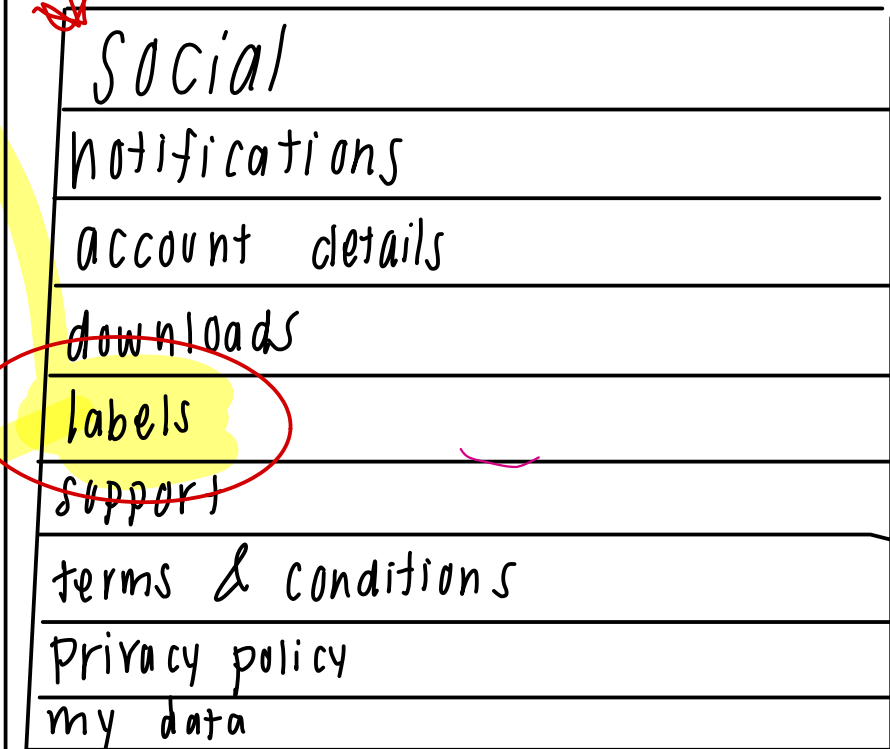 social
notifications
account details
downloads
labels
support
terms & conditions
privacy policy
my data